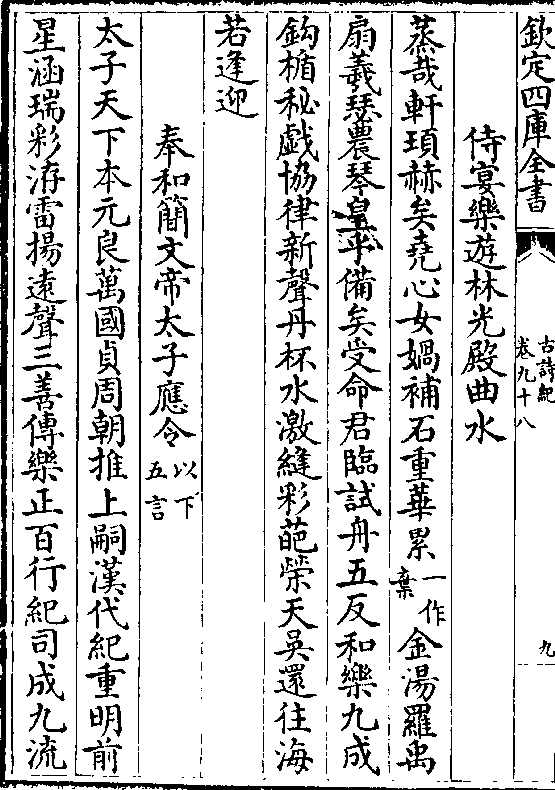 欽定四庫全書
古詩紀
卷九十八
九
侍宴樂遊林光殿曲水
蒸哉軒頊赫矣堯心女媧補石重華累一作棄金湯羅禹
扇羲瑟農琴皇乎備矣受命君臨試舟五反和樂九成
鈎楯秘戯協律新聲丹杯水激縫彩葩榮天吳還往海
若逢迎
奉和簡文帝太子應令以下五言
太子天下本元良萬國貞周朝推上嗣漢代紀重明前
星涵瑞彩洊雷揚遠聲三善傳樂正百行紀司成九流